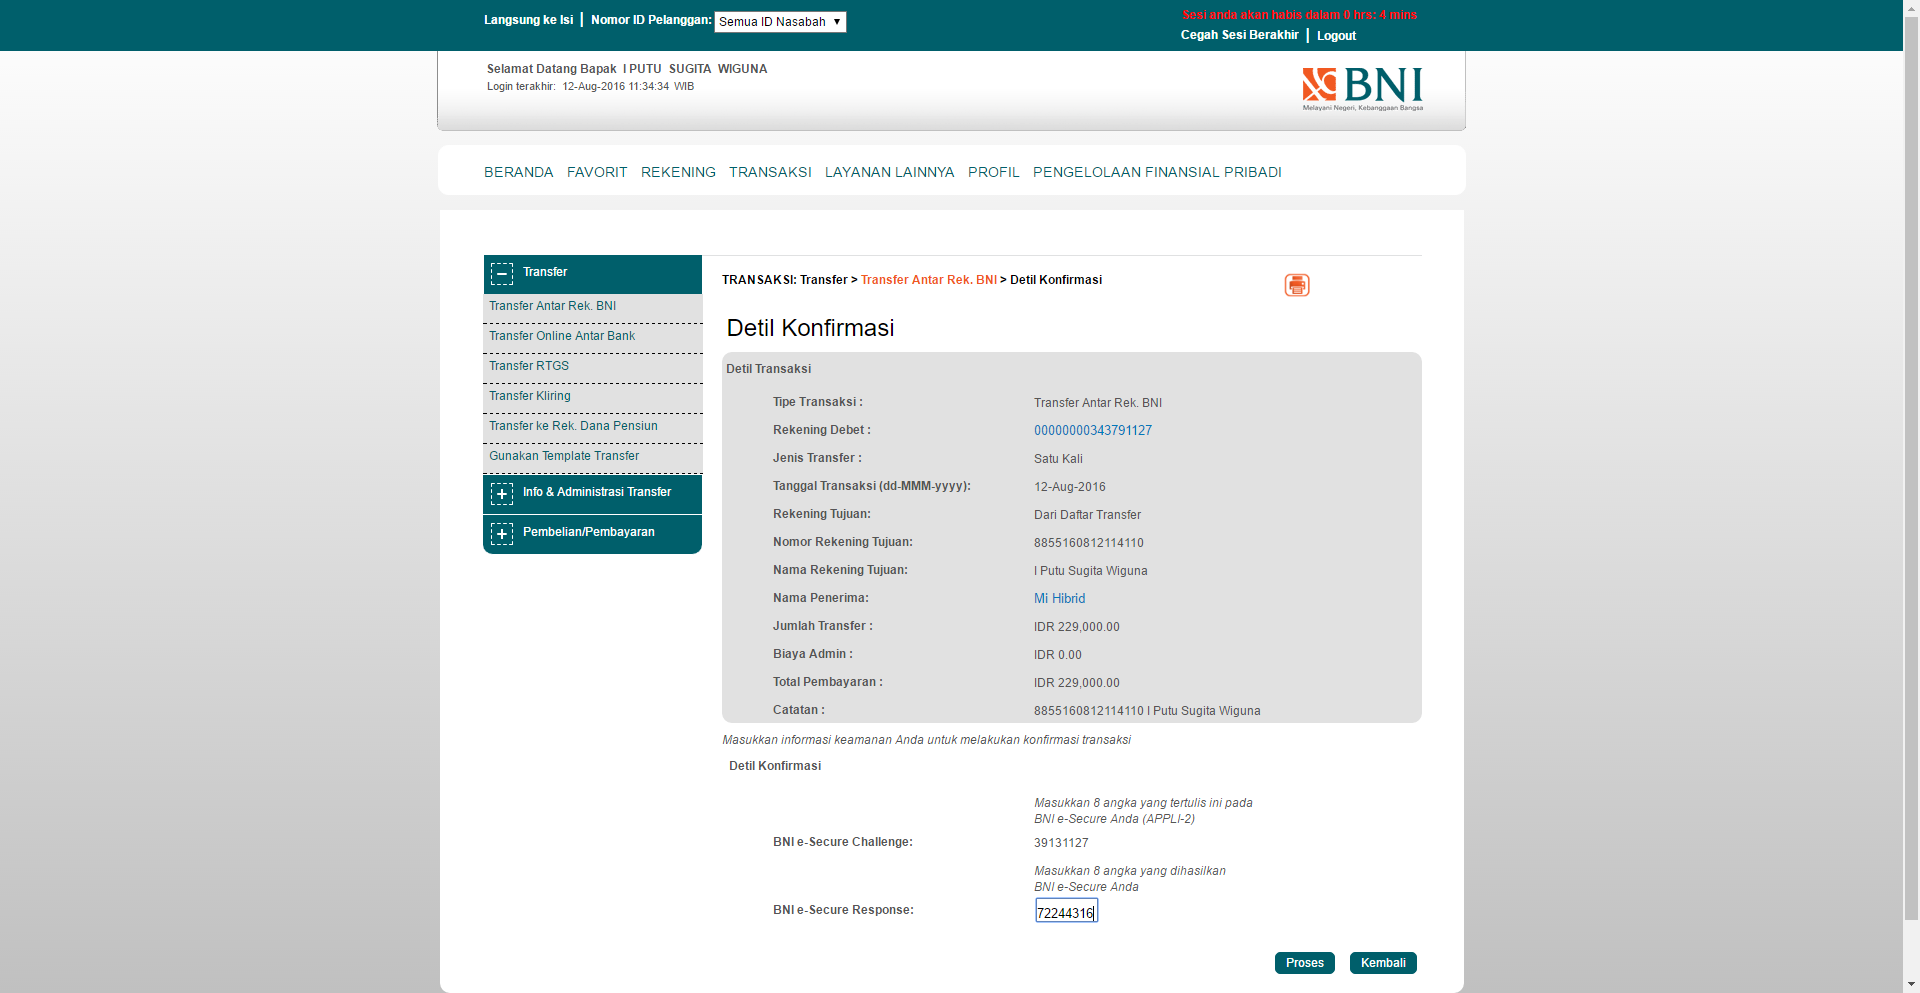 Langsung ke Isi | Nomor ID Pelanggan: Semua ID Nasabah
Sesi anda akan habis dalam 0 hrs: 4 mins
Cegah Sesi Berakhir | Logout
Selamat Datang Bapak I PUTU SUGITA WIGUNA
Login terakhir: 12-Aug-2016 11:34:34 WIB
BNI
Melayani Negeri, Kebanggaan Bangsa
BERANDA FAVORIT REKENING TRANSAKSI LAYANAN LAINNYA PROFIL PENGELOLAAN FINANSIAL PRIBADI
Transfer
Transfer Antar Rek. BNI
Transfer Online Antar Bank
Transfer RTGS
Transfer Kliring
Transfer ke Rek. Dana Pensiun
Gunakan Template Transfer
Info & Administrasi Transfer
Pembelian/Pembayaran
TRANSAKSI: Transfer > Transfer Antar Rek. BNI > Detil Konfirmasi
Detil Konfirmasi
Detil Transaksi
Tipe Transaksi : Transfer Antar Rek. BNI
Rekening Debet : 00000000343791127
Jenis Transfer : Satu Kali
Tanggal Transaksi (dd-MMM-yyyy): 12-Aug-2016
Rekening Tujuan: Dari Daftar Transfer
Nomor Rekening Tujuan: 8855160812114110
Nama Rekening Tujuan: I Putu Sugita Wiguna
Nama Penerima: Mi Hibrid
Jumlah Transfer : IDR 229,000.00
Biaya Admin : IDR 0.00
Total Pembayaran : IDR 229,000.00
Catatan : 8855160812114110 I Putu Sugita Wiguna
Masukkan informasi keamanan Anda untuk melakukan konfirmasi transaksi
Detil Konfirmasi
Masukkan 8 angka yang tertulis ini pada
BNI e-Secure Anda (APPLI-2)
BNI e-Secure Challenge: 39131127
Masukkan 8 angka yang dihasilkan
BNI e-Secure Anda
BNI e-Secure Response: 72244316
Proses Kembali